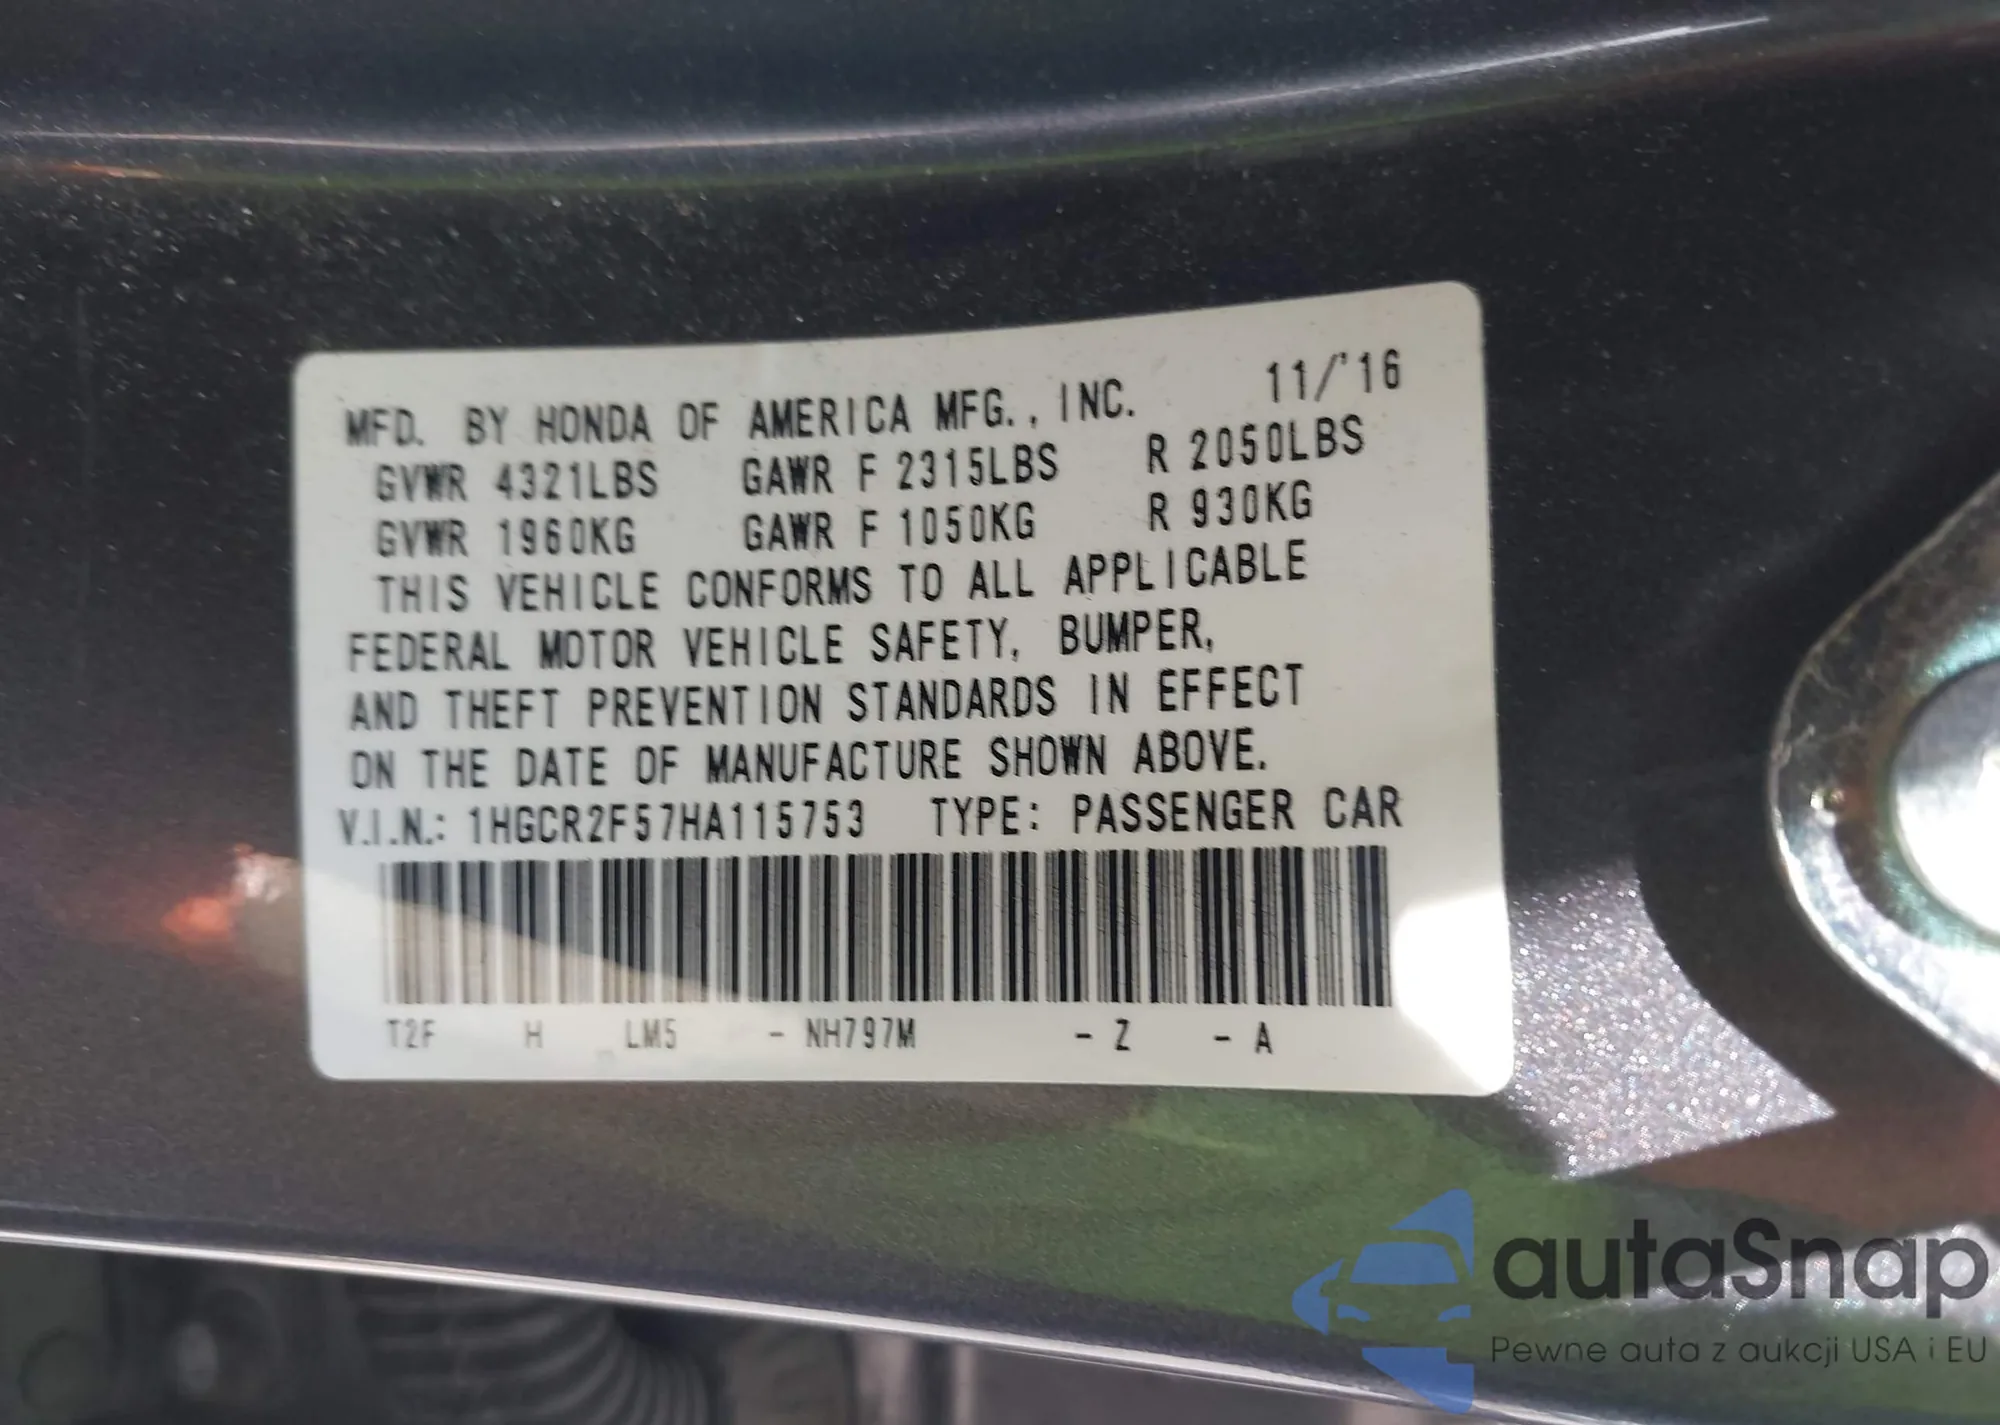 MFD. BY HONDA OF AMERICA MFG., INC. 11/'16
GVWR 4321LBS GAWR F 2315LBS R 2050LBS
GVWR 1960KG GAWR F 1050KG R 930KG
THIS VEHICLE CONFORMS TO ALL APPLICABLE
FEDERAL MOTOR VEHICLE SAFETY, BUMPER,
AND THEFT PREVENTION STANDARDS IN EFFECT
ON THE DATE OF MANUFACTURE SHOWN ABOVE.
V.I.N.: 1HGCR2F57HA115753 TYPE: PASSENGER CAR
T2F H LM5 - NH797M - Z - A
autaSnap
Pewne auta z aukcji USA i EU